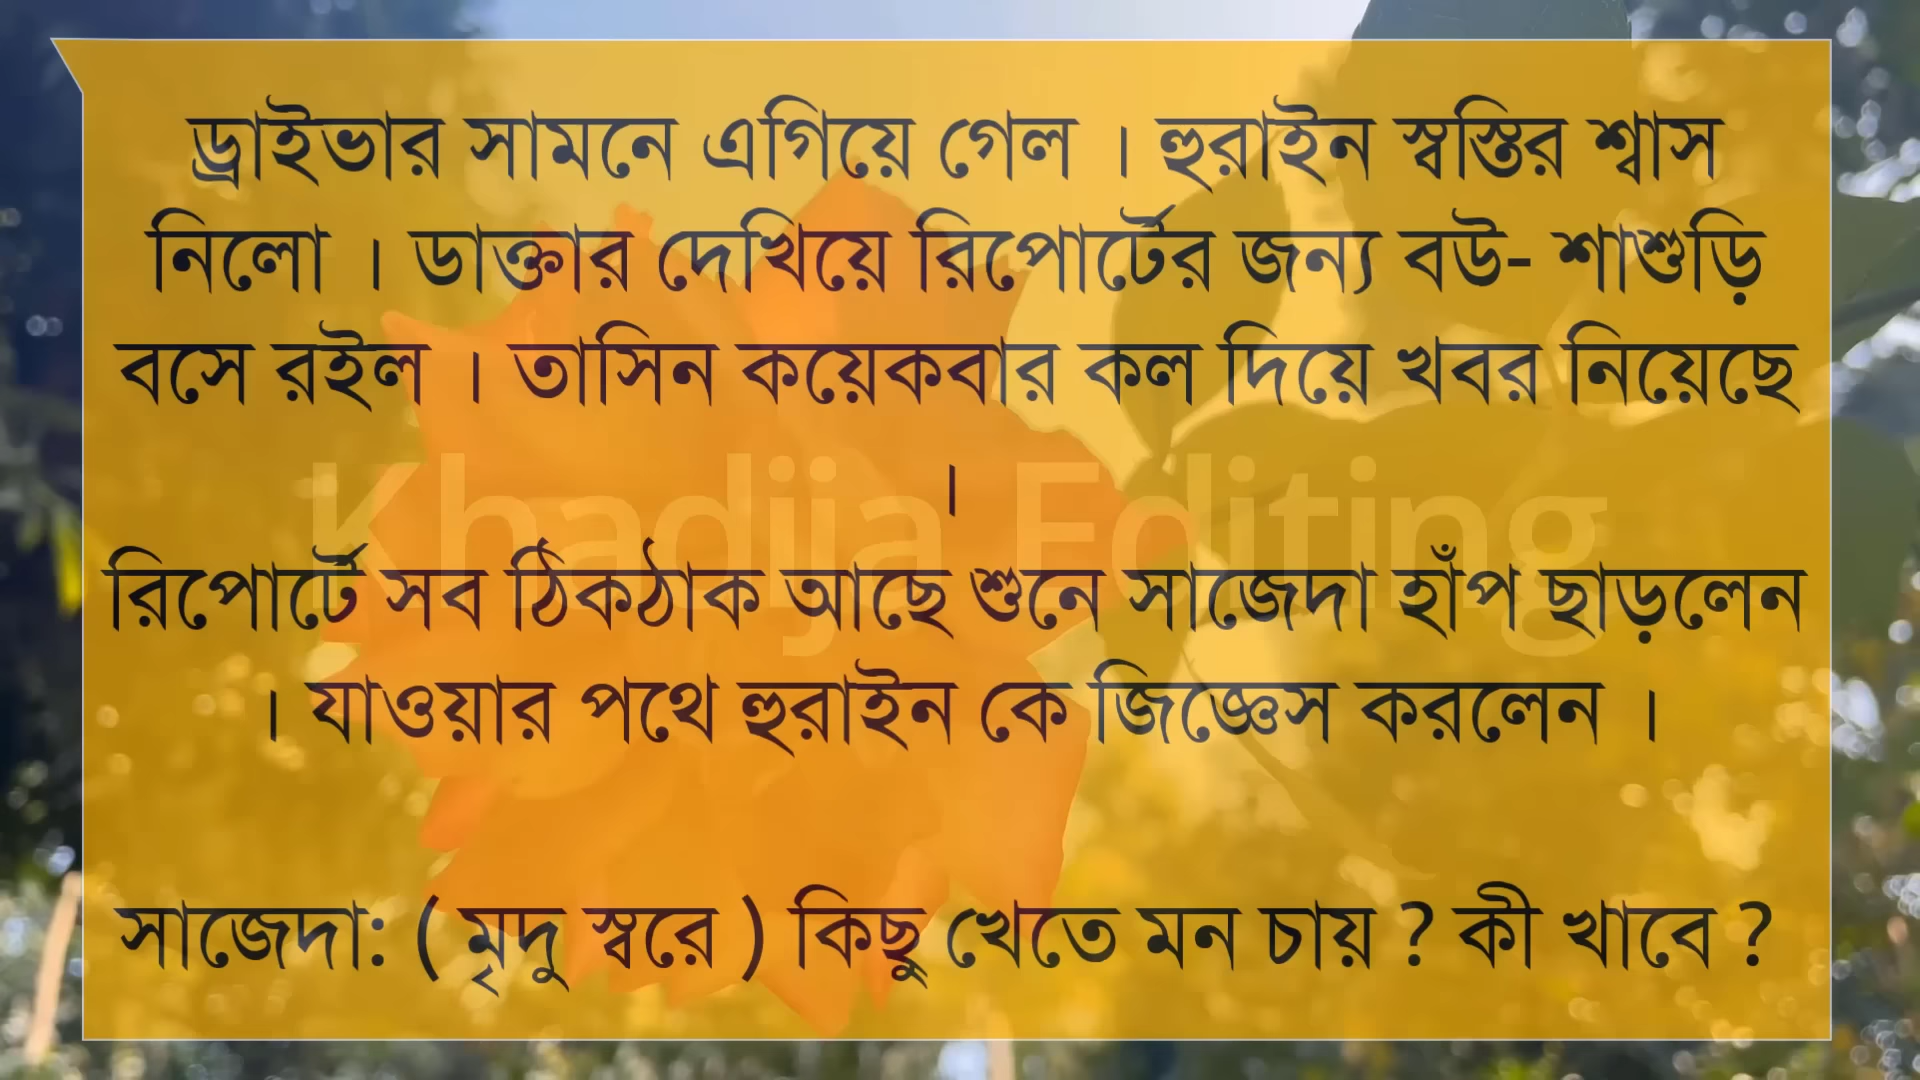 ড্রাইভার সামনে এগিয়ে গেল । হুরাইন স্বস্তির শ্বাস
নিলো । ডাক্তার দেখিয়ে রিপোর্টের জন্য বউ- শাশুড়ি
বসে রইল । তাসিন কয়েকবার কল দিয়ে খবর নিয়েছে
।
Khadija Editing
রিপোর্টে সব ঠিকঠাক আছে শুনে সাজেদা হাঁপ ছাড়লেন
। যাওয়ার পথে হুরাইন কে জিজ্ঞেস করলেন ।
সাজেদা: ( মৃদু স্বরে ) কিছু খেতে মন চায় ? কী খাবে ?